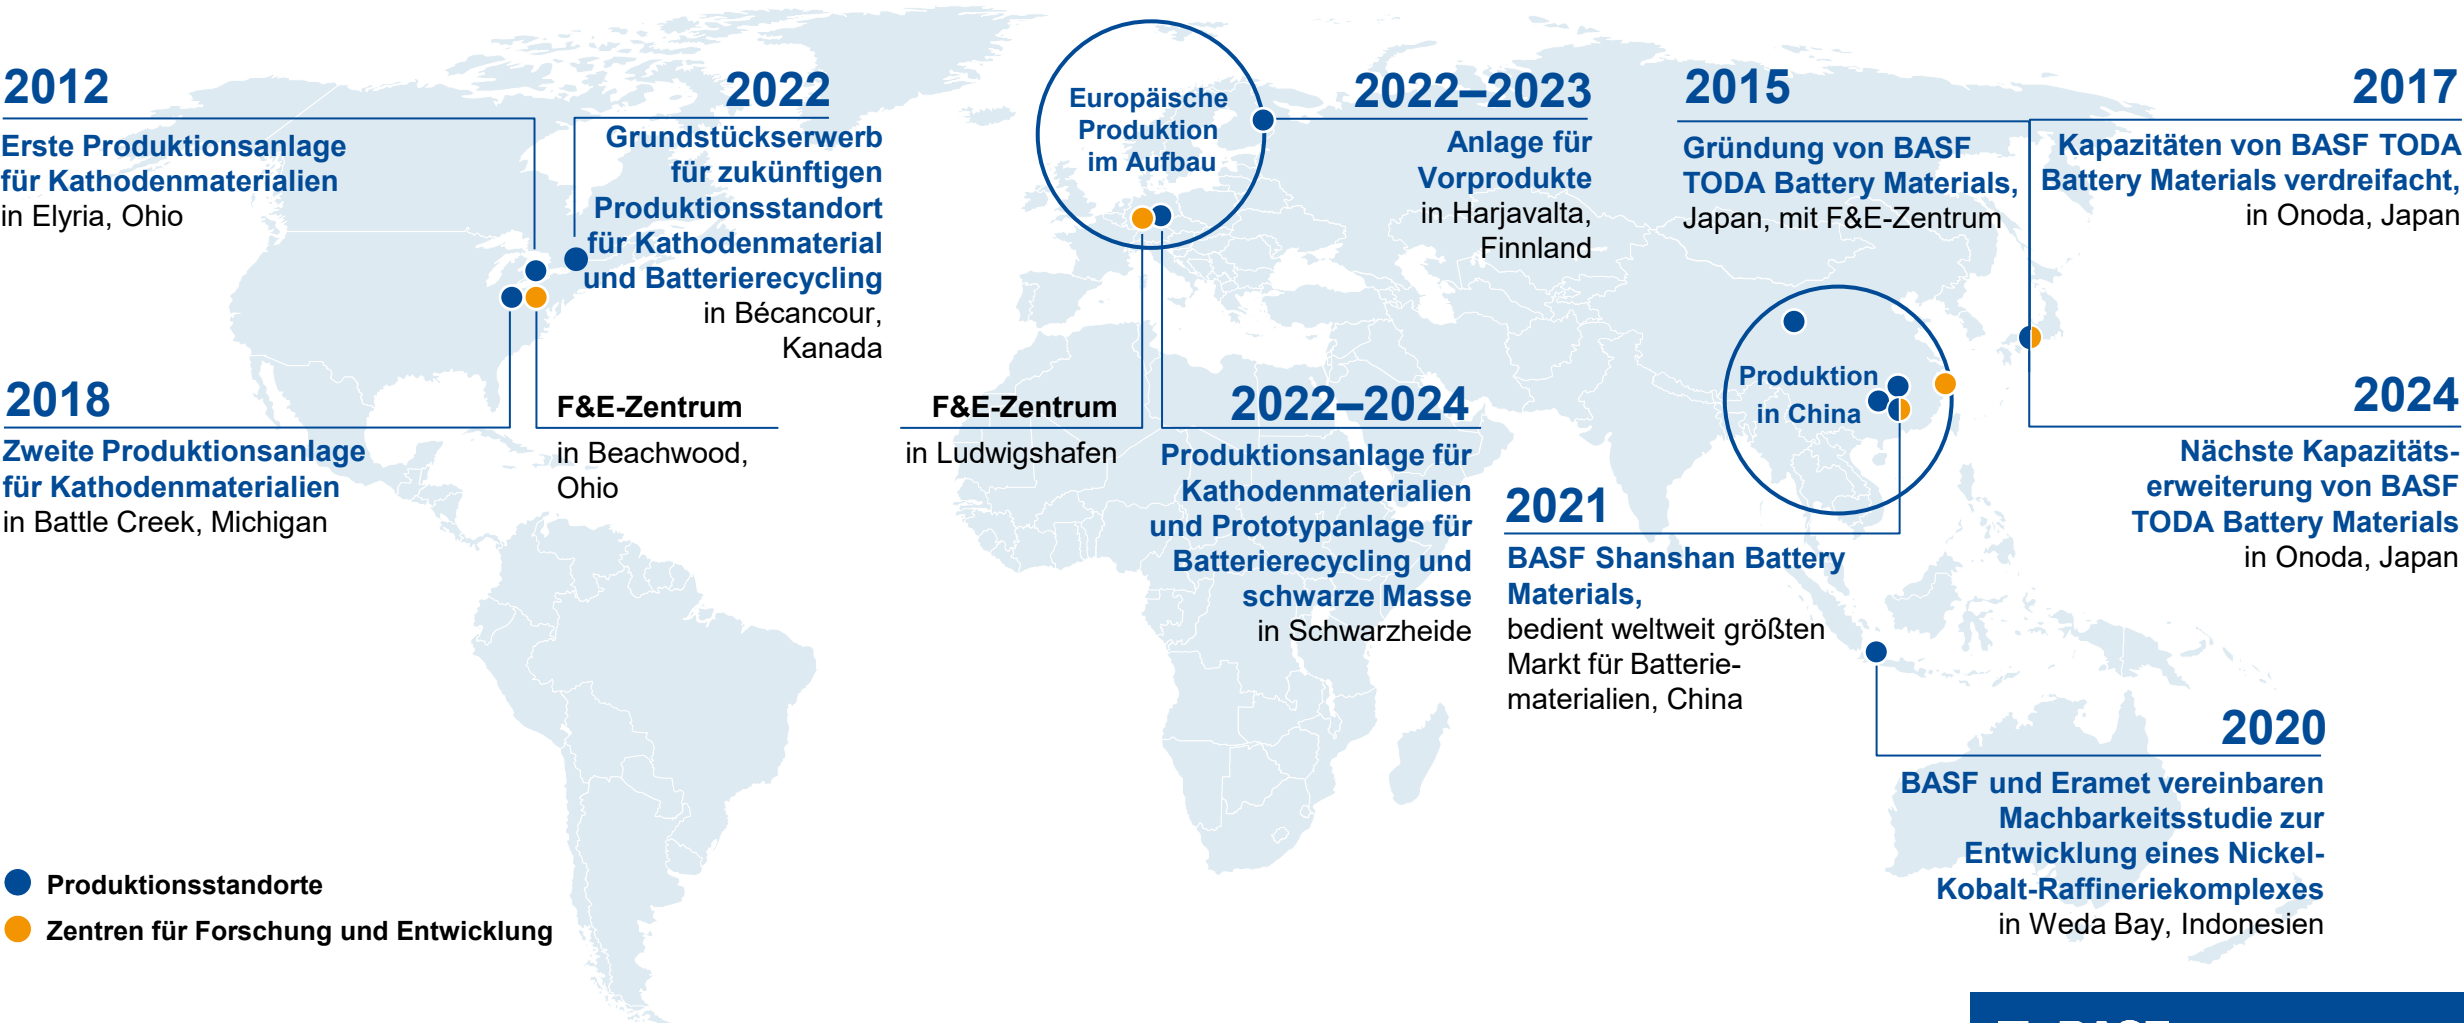 2012
Erste Produktionsanlage
für Kathodenmaterialien
in Elyria, Ohio
2022
Grundstückserwerb
für zukünftigen
Produktionsstandort
für Kathodenmaterial
und Batterierecycling
in Bécancour,
Kanada
Europäische
Produktion
im Aufbau
2022–2023
Anlage für
Vorprodukte
in Harjavalta,
Finnland
2015
Gründung von BASF
TODA Battery Materials,
Japan, mit F&E-Zentrum
2017
Kapazitäten von BASF TODA
Battery Materials verdreifacht,
in Onoda, Japan
2018
Zweite Produktionsanlage
für Kathodenmaterialien
in Battle Creek, Michigan
F&E-Zentrum
in Beachwood,
Ohio
F&E-Zentrum
in Ludwigshafen
2022–2024
Produktionsanlage für
Kathodenmaterialien
und Prototypanlage für
Batterierecycling und
schwarze Masse
in Schwarzheide
Produktion
in China
2021
BASF Shanshan Battery
Materials,
bedient weltweit größten
Markt für Batterie-
materialien, China
2024
Nächste Kapazitäts-
erweiterung von BASF
TODA Battery Materials
in Onoda, Japan
2020
BASF und Eramet vereinbaren
Machbarkeitsstudie zur
Entwicklung eines Nickel-
Kobalt-Raffineriekomplexes
in Weda Bay, Indonesien
Produktionsstandorte
Zentren für Forschung und Entwicklung